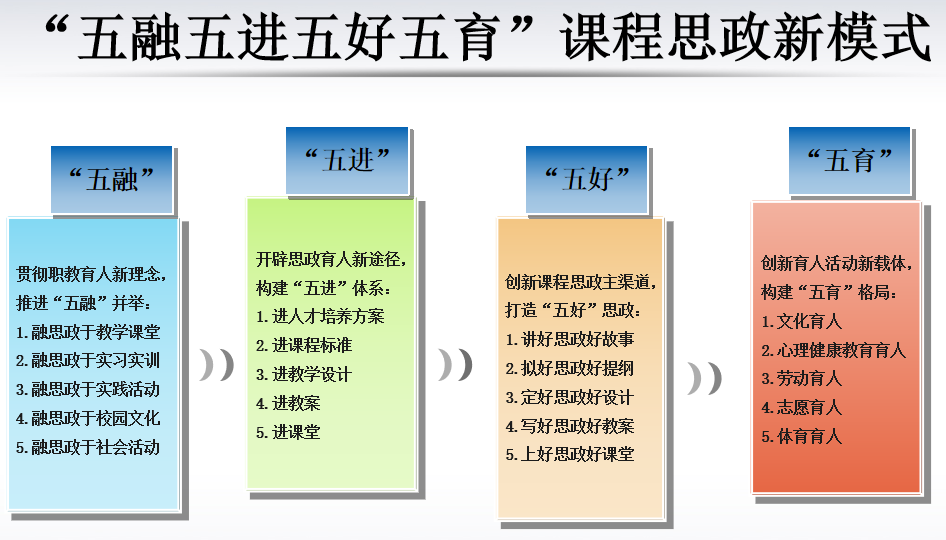 “五融五进五好五育”课程思政新模式
“五融”
贯彻职教育人新理念，
推进“五融”并举：
1.融思政于教学课堂
2.融思政于实习实训
3.融思政于实践活动
4.融思政于校园文化
5.融思政于社会活动
“五进”
开辟思政育人新途径，
构建“五进”体系：
1.进人才培养方案
2.进课程标准
3.进教学设计
4.进教案
5.进课堂
“五好”
创新课程思政主渠道，
打造“五好”思政：
1.讲好思政好故事
2.拟好思政好提纲
3.定好思政好设计
4.写好思政好教案
5.上好思政好课堂
“五育”
创新育人活动新载体，
构建“五育”格局：
1.文化育人
2.心理健康教育育人
3.劳动育人
4.志愿育人
5.体育育人